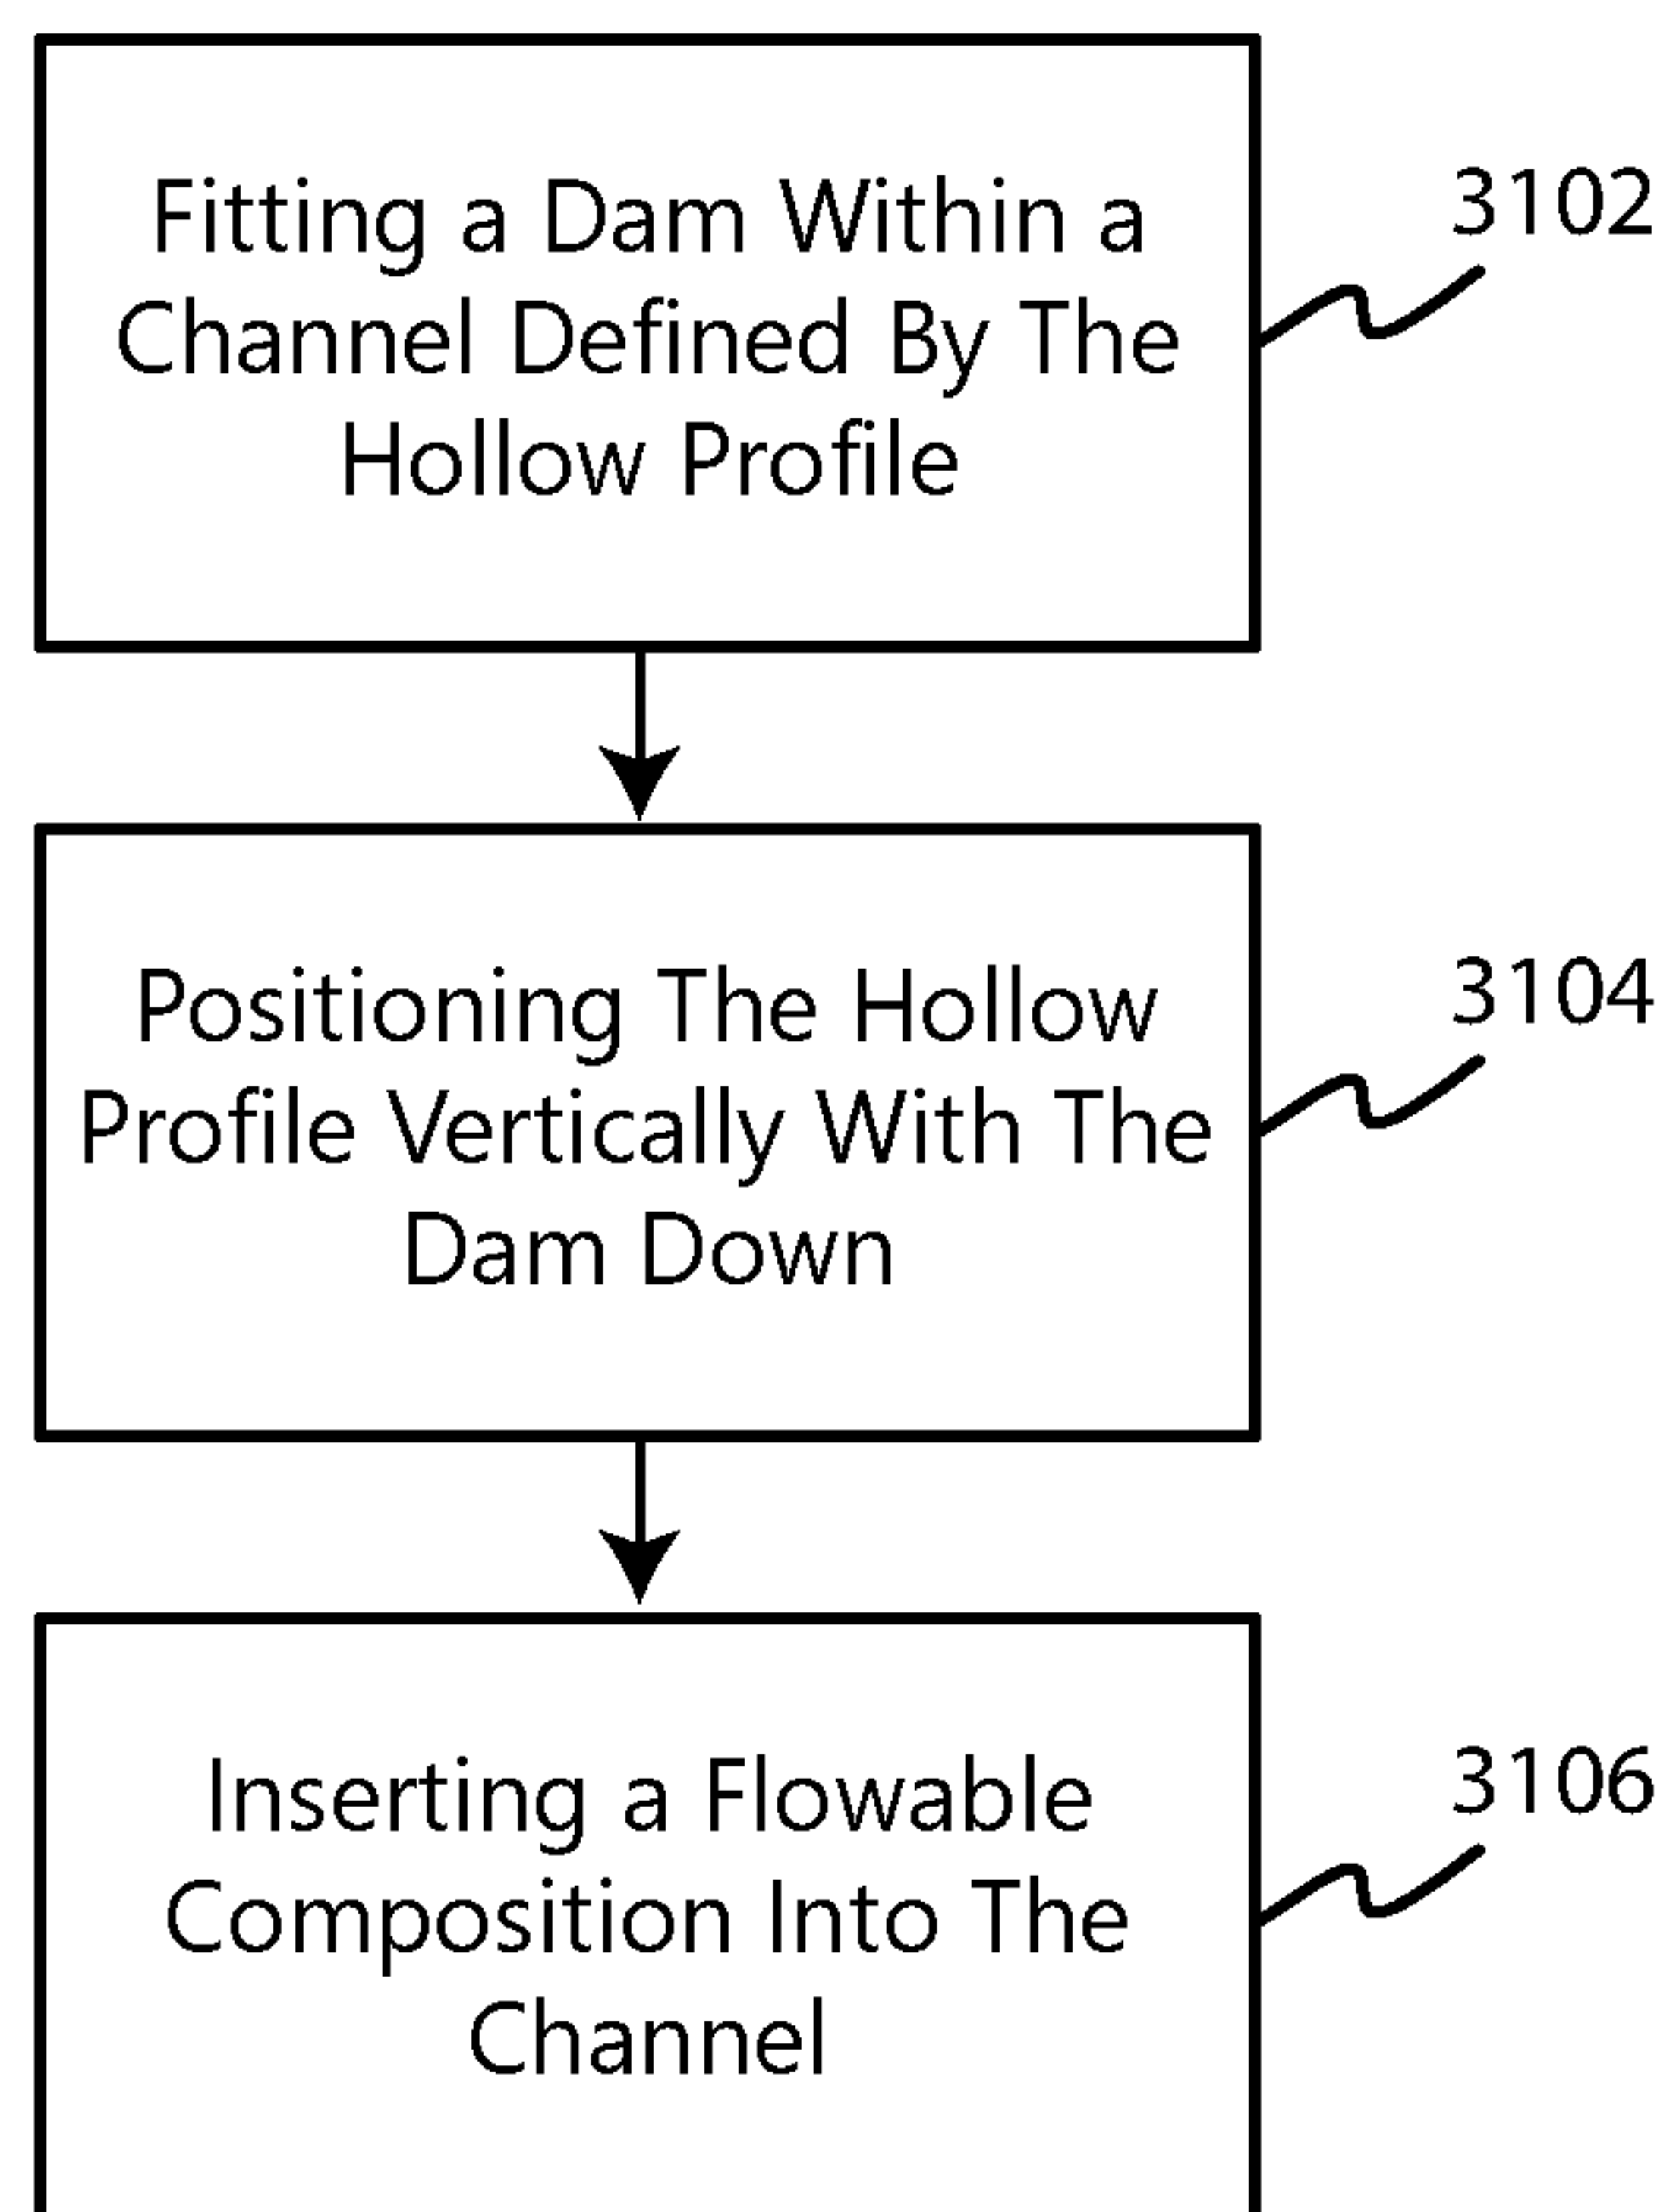 Fitting a Dam Within a
Channel Defined By The
Hollow Profile
3102
Positioning The Hollow
Profile Vertically With The
Dam Down
3104
Inserting a Flowable
Composition Into The
Channel
3106